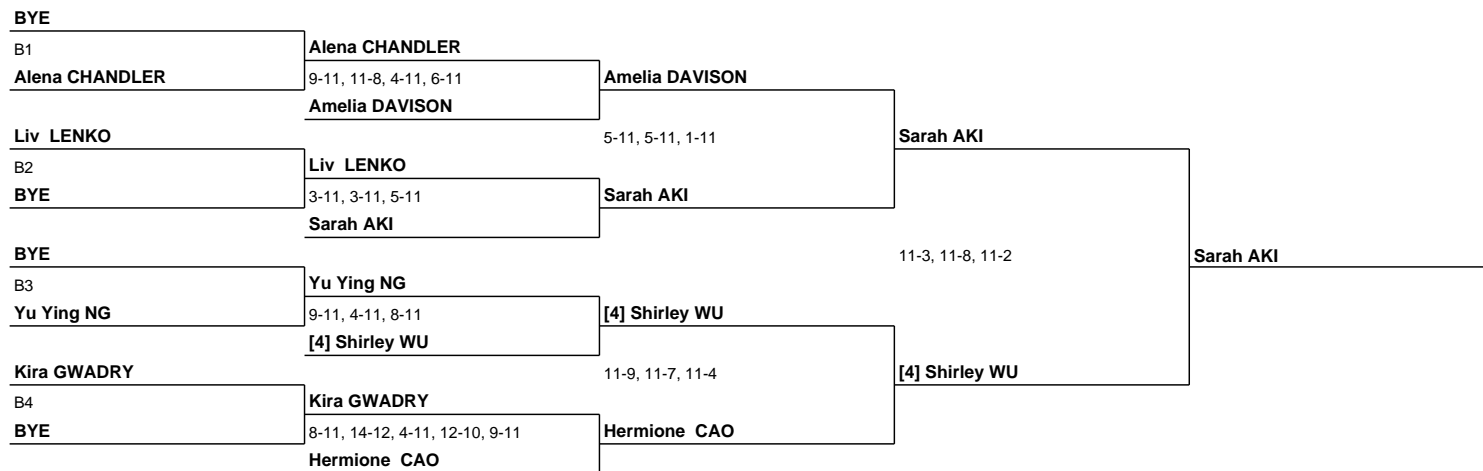 BYE
B1
Alena CHANDLER
Alena CHANDLER
9-11, 11-8, 4-11, 6-11
Amelia DAVISON
Amelia DAVISON
Liv LENKO
B2
BYE
Liv LENKO
3-11, 3-11, 5-11
Sarah AKI
5-11, 5-11, 1-11
Sarah AKI
Sarah AKI
BYE
B3
Yu Ying NG
Yu Ying NG
9-11, 4-11, 8-11
[4] Shirley WU
[4] Shirley WU
11-3, 11-8, 11-2
Sarah AKI
Kira GWADRY
B4
BYE
Kira GWADRY
8-11, 14-12, 4-11, 12-10, 9-11
Hermione CAO
11-9, 11-7, 11-4
Hermione CAO
[4] Shirley WU